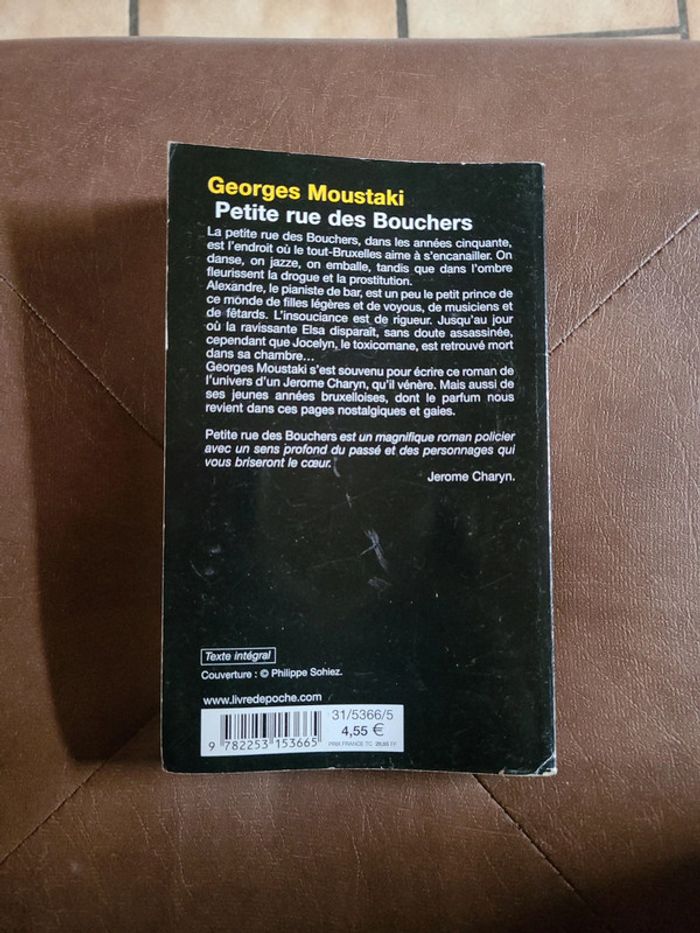 Georges Moustaki
Petite rue des Bouchers
La petite rue des Bouchers, dans les années cinquante,
est l'endroit où le tout-Bruxelles aime à s'encanailler. On
danse, on jazze, on emballe, tandis que dans l'ombre
fleurissent la drogue et la prostitution.
Alexandre, le pianiste de bar, est un peu le petit prince de
ce monde de filles légères et de voyous, de musiciens et
de fêtards. L'insouciance est de rigueur. Jusqu'au jour
où la ravissante Elsa disparaît, sans doute assassinée,
cependant que Jocelyn, le toxicomane, est retrouvé mort
dans sa chambre...
Georges Moustaki s'est souvenu pour écrire ce roman de
l'univers d'un Jerome Charyn, qu'il vénère. Mais aussi de
ses jeunes années bruxelloises, dont le parfum nous
revient dans ces pages nostalgiques et gaies.
Petite rue des Bouchers est un magnifique roman policier
avec un sens profond du passé et des personnages qui
vous briseront le cœur.
Jerome Charyn.
Texte intégral
Couverture : © Philippe Sohiez.
www.livredepoche.com
31/5366/5
4,55 €
PRIX FRANCE TC 29,85 FF
9 782253 153665